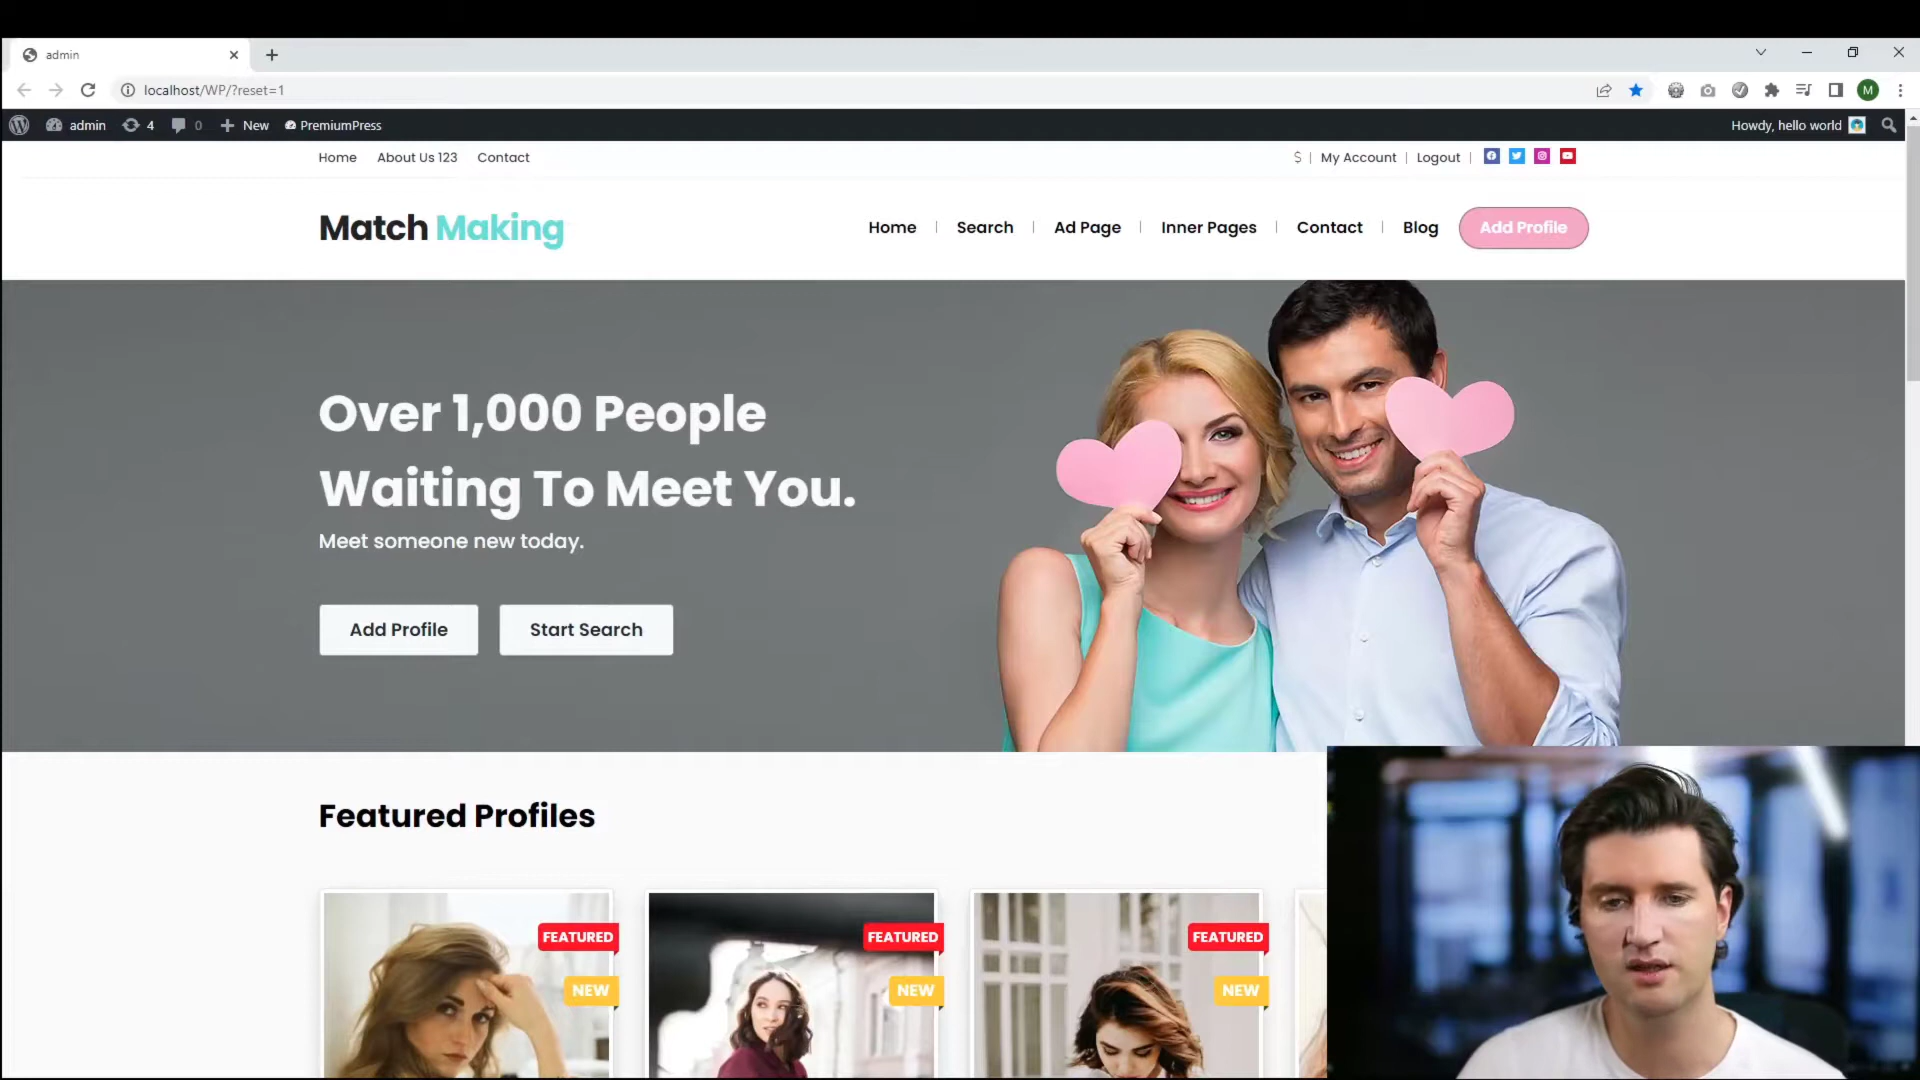 admin
localhost/WP/?reset=1
M
admin 4 0 New PremiumPress
Howdy, hello world
Home About Us 123 Contact
$ | My Account | Logout |
Match Making
Home Search Ad Page Inner Pages Contact Blog Add Profile
Over 1,000 People
Waiting To Meet You.
Meet someone new today.
Add Profile Start Search
Featured Profiles
FEATURED FEATURED FEATURED
NEW NEW NEW